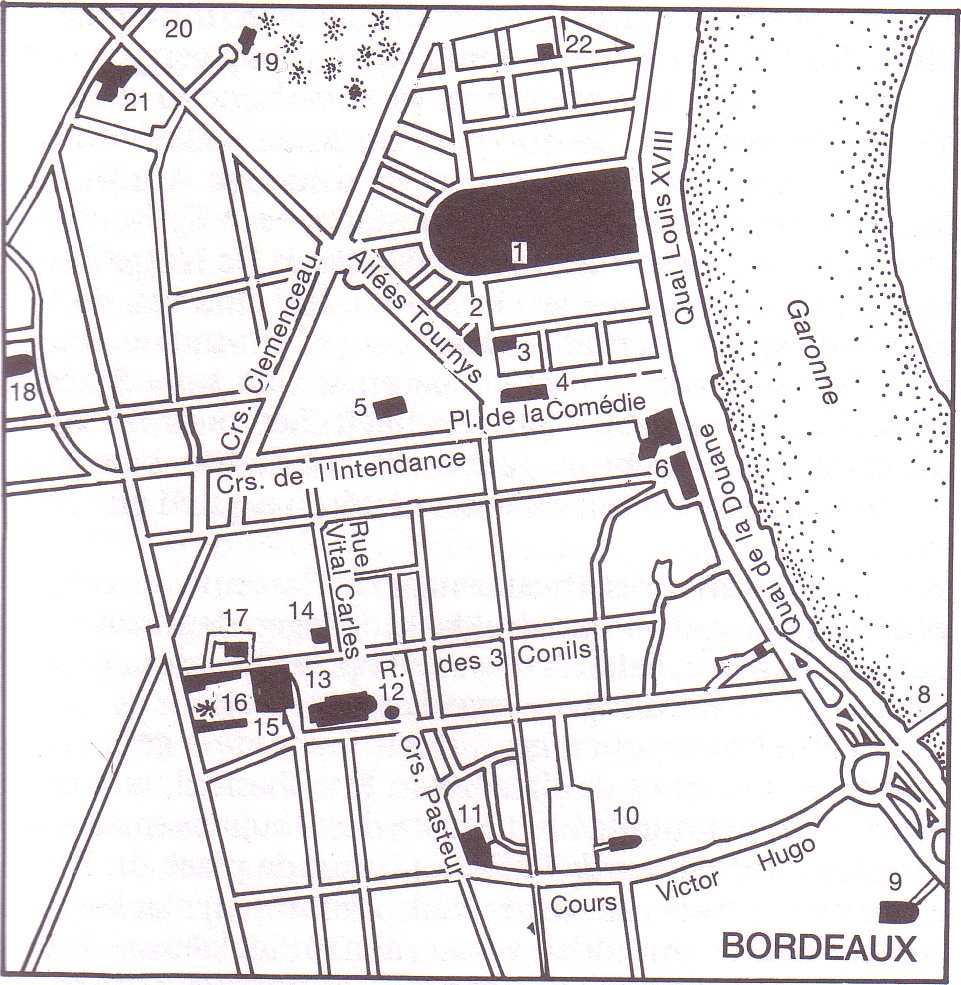 20
19
22
21
Quai Louis XVIII
1
Crs. Clemenceau
Allées Tournys
2
3
Garonne
18
4
5
Pl. de la Comédie
Crs. de l'Intendance
6
Quai de la Douane
Rue
Vital Carles
14
17
R. des 3 Conils
13
12
16
15
8
Crs. Pasteur
11
10
Cours Victor Hugo
9
BORDEAUX